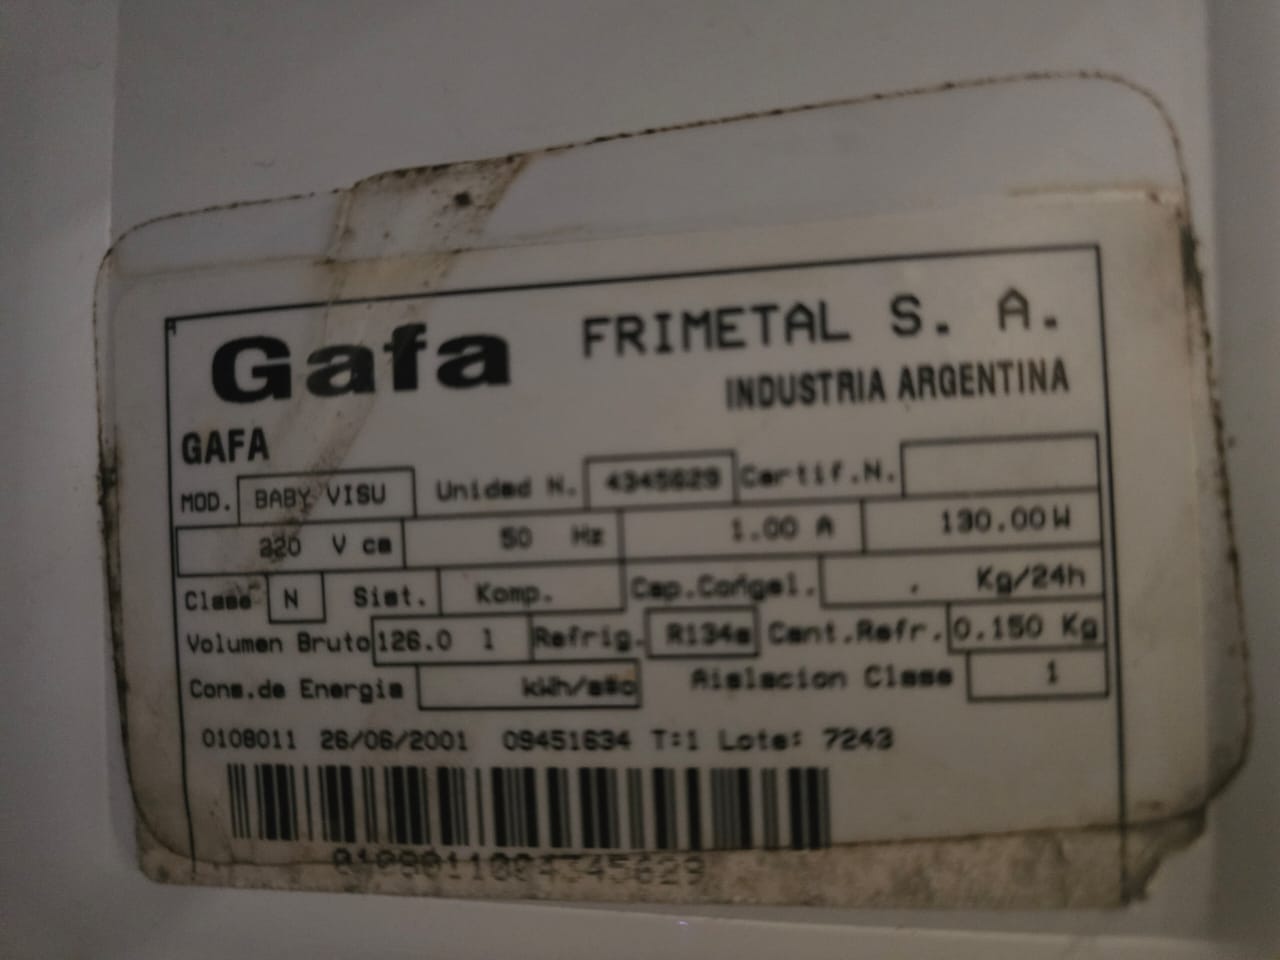 Gafa FRIMETAL S. A.
INDUSTRIA ARGENTINA
GAFA
MOD. BABY VISU Unidad N. 4345629 Certif.N.
220 V ca 50 Hz 1.00 A 130.00W
Clase N Sist. Komp. Cap.Congel. . Kg/24h
Volumen Bruto 126.0 l Refrig. R134a Cant.Refr. 0.150 Kg
Cons.de Energia kWh/año Aislacion Clase 1
0108011 26/06/2001 09451634 T:1 Lote: 7243
0108011004345629